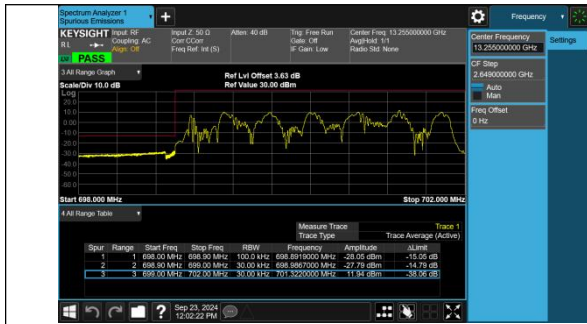 Spectrum Analyzer 1
Spurious Emissions
Frequency
KEYSIGHT
Input: RF
Coupling: AC
Align: Off
Input Z: 50 Ω
Corr CCorr
Freq Ref: Int (S)
Atten: 40 dB
Trig: Free Run
Gate: Off
IF Gain: Low
Center Freq: 13.255000000 GHz
Avg|Hold: 1/1
Radio Std: None
R L
PASS
Center Frequency
13.255000000 GHz
Settings
CF Step
2.649000000 GHz
Auto
Man
Freq Offset
0 Hz
3 All Range Graph
Scale/Div 10.0 dB
Ref Lvl Offset 3.63 dB
Ref Value 30.00 dBm
Log
20.0
10.0
0.00
-10.0
-20.0
-30.0
-40.0
-50.0
-60.0
Start 698.000 MHz
Stop 702.000 MHz
4 All Range Table
Measure Trace Trace 1
Trace Type Trace Average (Active)
Spur Range Start Freq Stop Freq RBW Frequency Amplitude ΔLimit
1 1 698.00 MHz 698.90 MHz 100.0 kHz 698.8919000 MHz -28.05 dBm -15.05 dB
2 2 698.90 MHz 699.00 MHz 30.00 kHz 698.9867000 MHz -27.79 dBm -14.79 dB
3 3 699.00 MHz 702.00 MHz 30.00 kHz 701.3220000 MHz 11.94 dBm -38.06 dB
Sep 23, 2024
12:02:22 PM